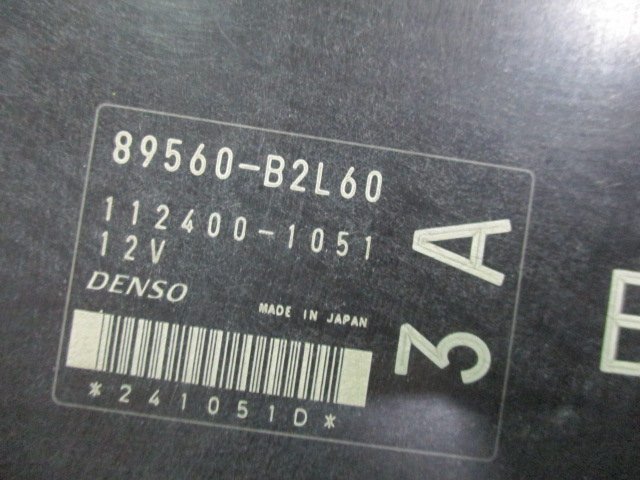 89560-B2L60
112400-1051
12V
DENSO
MADE IN JAPAN
*241051D*
3A